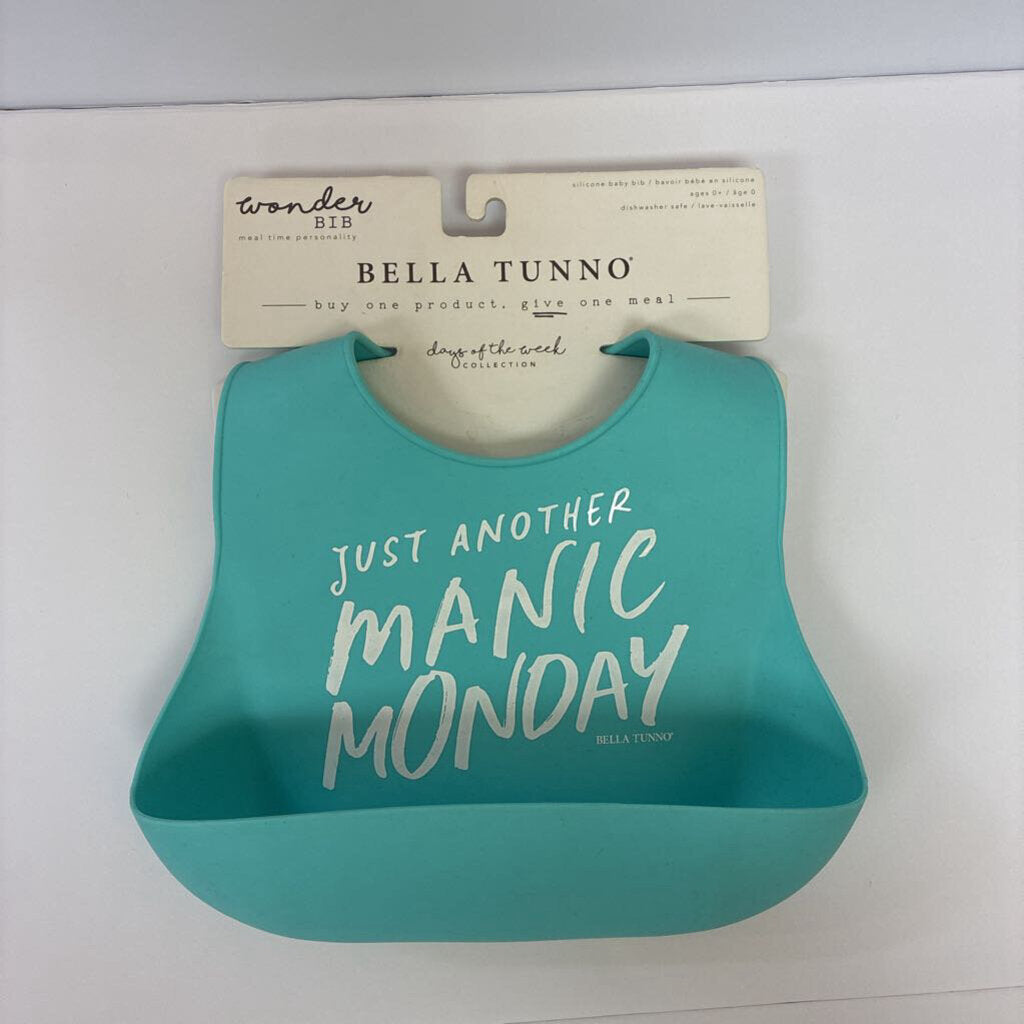 wonder
BIB
meal time personality
silicone baby bib / bavoir bébé en silicone
ages 0+ / âge 0
dishwasher safe / lave-vaisselle
BELLA TUNNO®
buy one product. give one meal
days of the week
COLLECTION
JUST ANOTHER
MANIC
MONDAY
BELLA TUNNO®